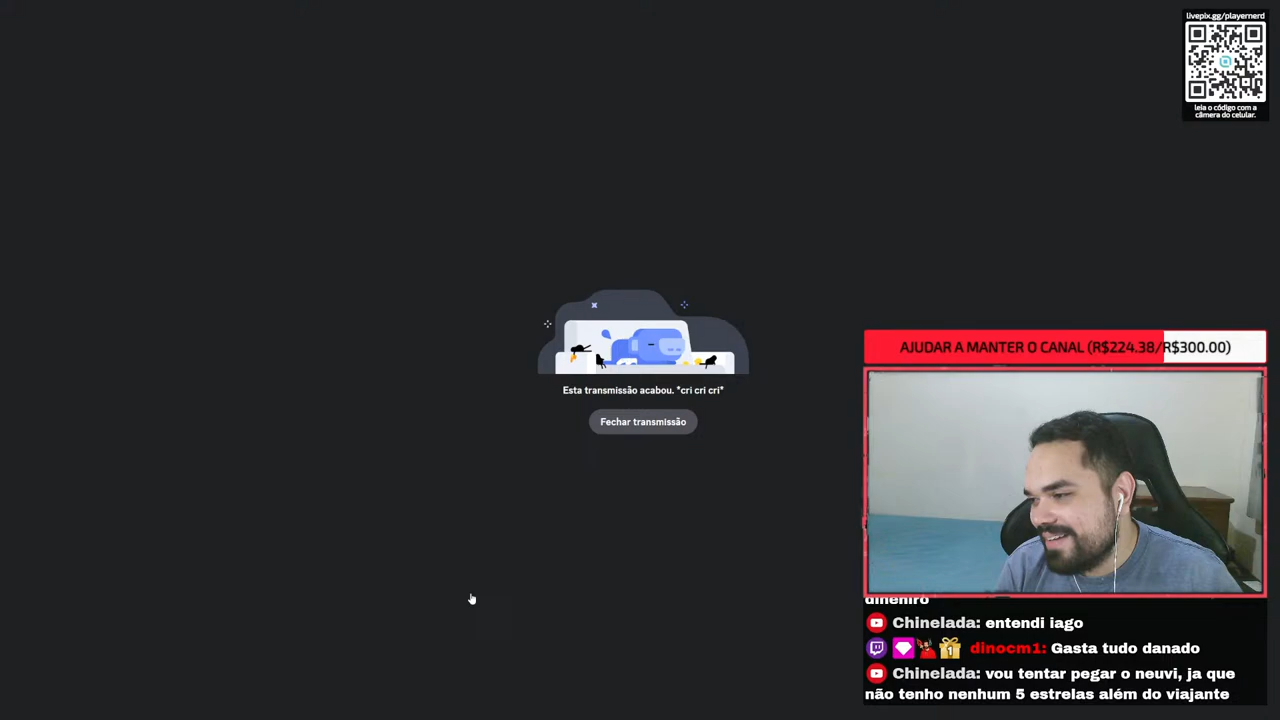 livepix.gg/playernerd
leia o código com a
câmera do celular.
AJUDAR A MANTER O CANAL (R$224.38/R$300.00)
Esta transmissão acabou. *cri cri cri*
Fechar transmissão
Chinelada: entendi iago
dinocm1: Gasta tudo danado
Chinelada: vou tentar pegar o neuvi, ja que
não tenho nenhum 5 estrelas além do viajante